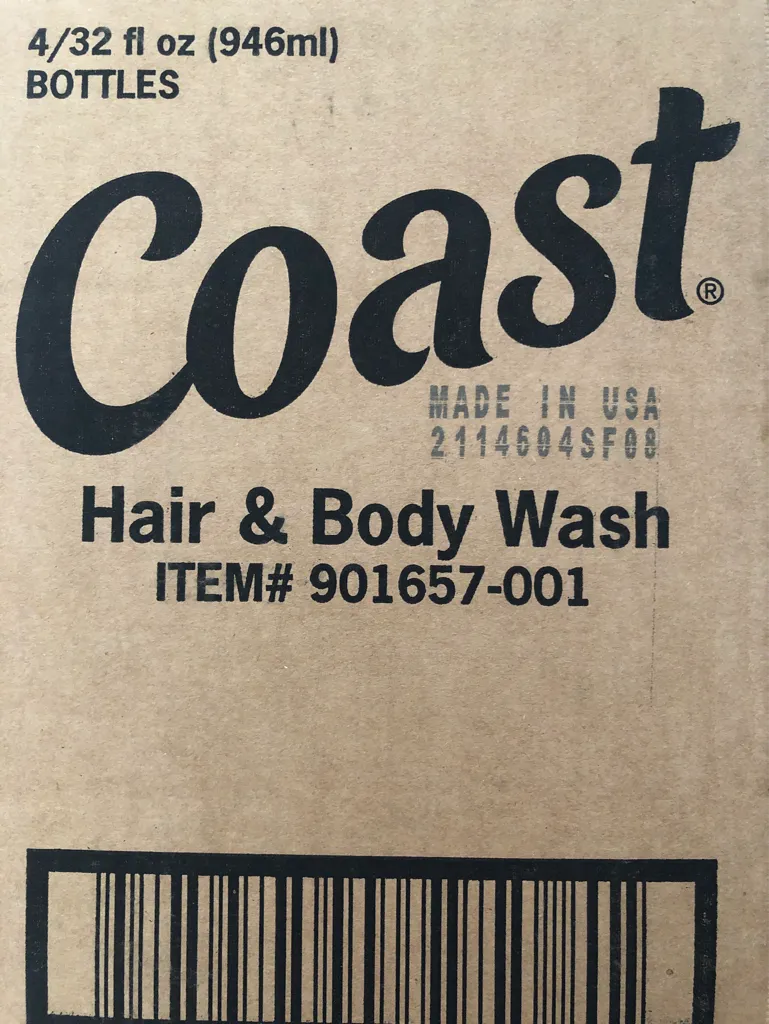 4/32 fl oz (946ml)
BOTTLES
Coast®
MADE IN USA
2114604SF08
Hair & Body Wash
ITEM# 901657-001